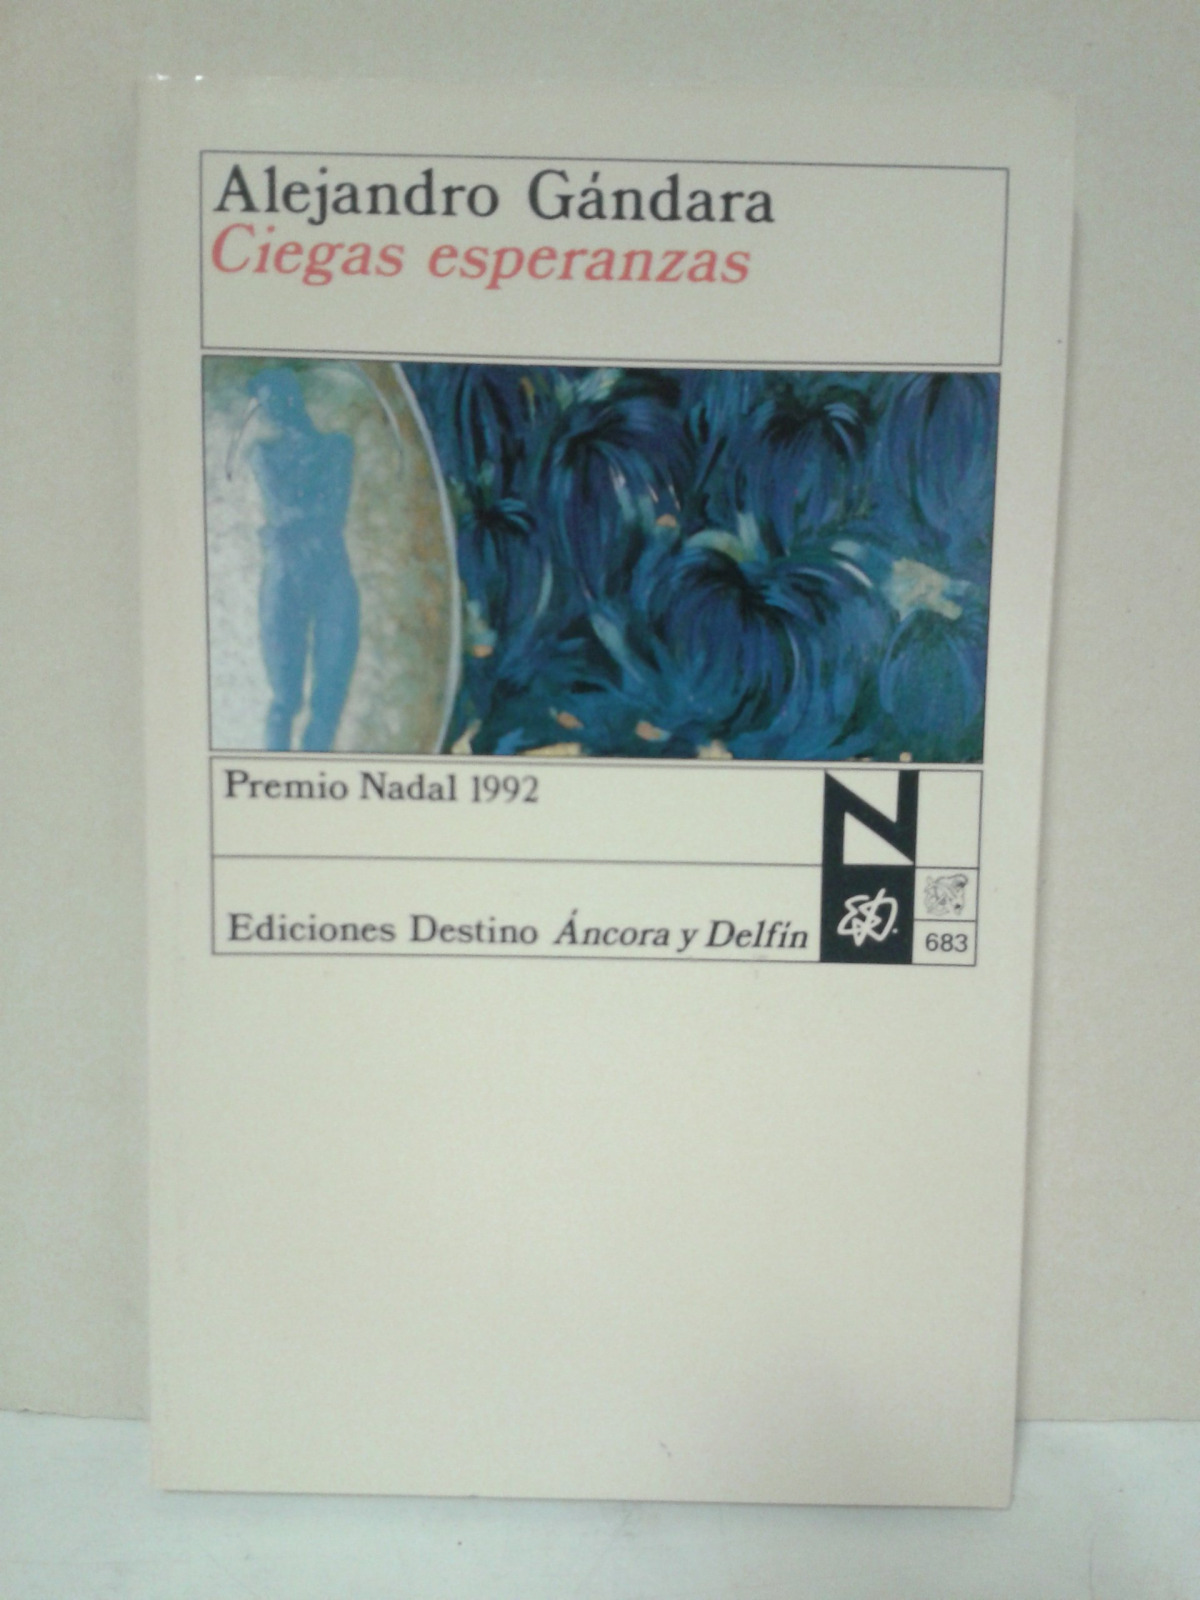 Alejandro Gándara
Ciegas esperanzas
Premio Nadal 1992
N
Ediciones Destino Áncora y Delfín
683